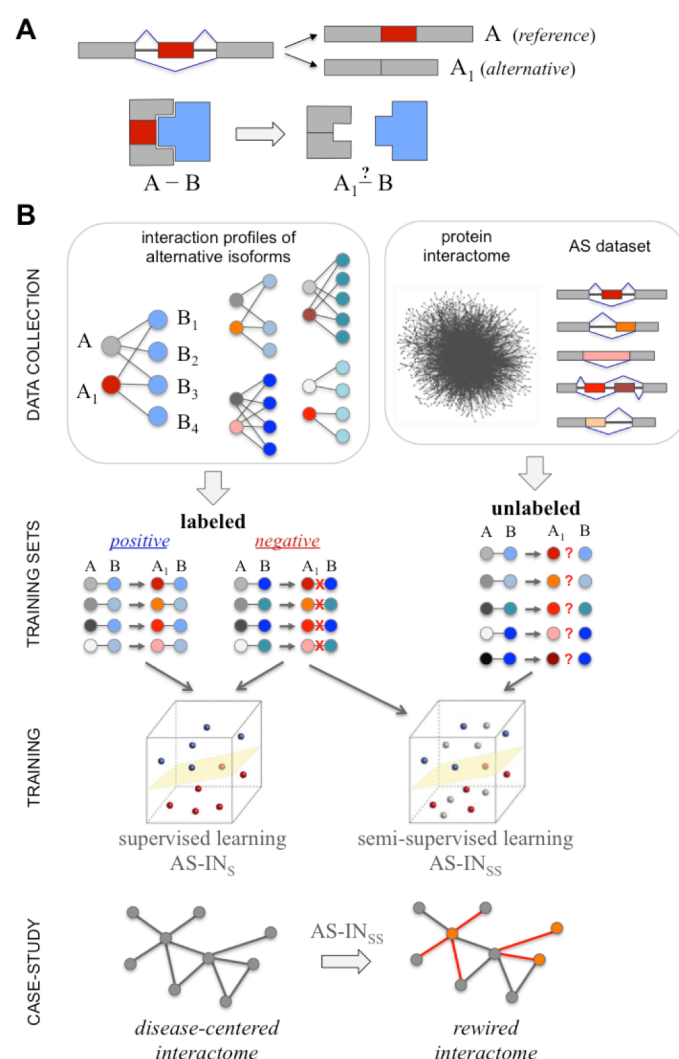 A
A (reference)
A1 (alternative)
A – B
A1 ? B
B
DATA COLLECTION
interaction profiles of
alternative isoforms
A
A1
B1
B2
B3
B4
protein
interactome
AS dataset
TRAINING SETS
labeled
positive
negative
A B A1 B
A B A1 B
X
X
X
X
unlabeled
A B A1 B
?
?
?
?
?
TRAINING
supervised learning
AS-INS
semi-supervised learning
AS-INSS
CASE-STUDY
AS-INSS
disease-centered
interactome
rewired
interactome